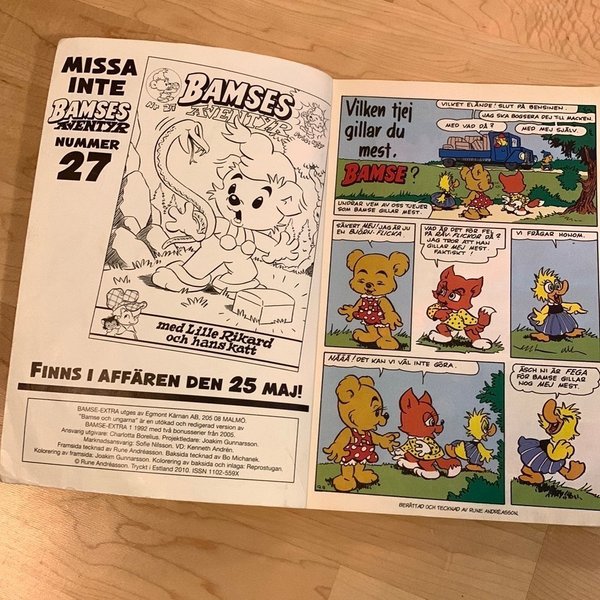 MISSA
INTE
BAMSES
ÄVENTYR
NUMMER
27
BAMSES
ÄVENTYR
med Lille Rikard
och hans katt
FINNS I AFFÄREN DEN 25 MAJ!
BAMSE-EXTRA utges av Egmont Kärnan AB, 205 08 MALMÖ.
"Bamse och ungarna" är en utökad och redigerad version av
BAMSE-EXTRA 1 1992 med två bonusserier från 2005.
Ansvarig utgivare: Charlotta Borelius. Projektledare: Joakim Gunnarsson.
Marknadsansvarig: Sofie Nilsson. VD: Kenneth Andrén.
Framsida tecknad av Rune Andréasson. Baksida tecknad av Bo Michanek.
Kolorering av framsida: Joakim Gunnarsson. Kolorering av baksida och inlaga: Reprostugan.
© Rune Andréasson. Tryckt i Estland 2010. ISSN 1102-559X
Vilken tjej
gillar du
mest,
BAMSE?
VILKET ELÄNDE! SLUT PÅ BENSINEN.
JAG SKA BOGSERA DEJ TILL MACKEN.
MED VAD DÅ?
MED MEJ SJÄLV.
UNDRAR VEM AV OSS TJEJER
SOM BAMSE GILLAR MEST.
SÄKERT MEJ! JAG ÄR JU
EN BJÖRN-FLICKA
VAD ÄR DET FÖR FEL
PÅ RÄV-FLICKOR DÅ?
JAG TROR ATT HAN
GILLAR MEJ MEST.
FAKTISKT!
VI FRÅGAR HONOM.
NÄÄÄ! DET KAN VI VÄL INTE GÖRA.
ÄSCH NI ÄR FEGA
FÖR BAMSE GILLAR
NOG MEJ MEST.
BERÄTTAD OCH TECKNAD AV RUNE ANDRÉASSON.